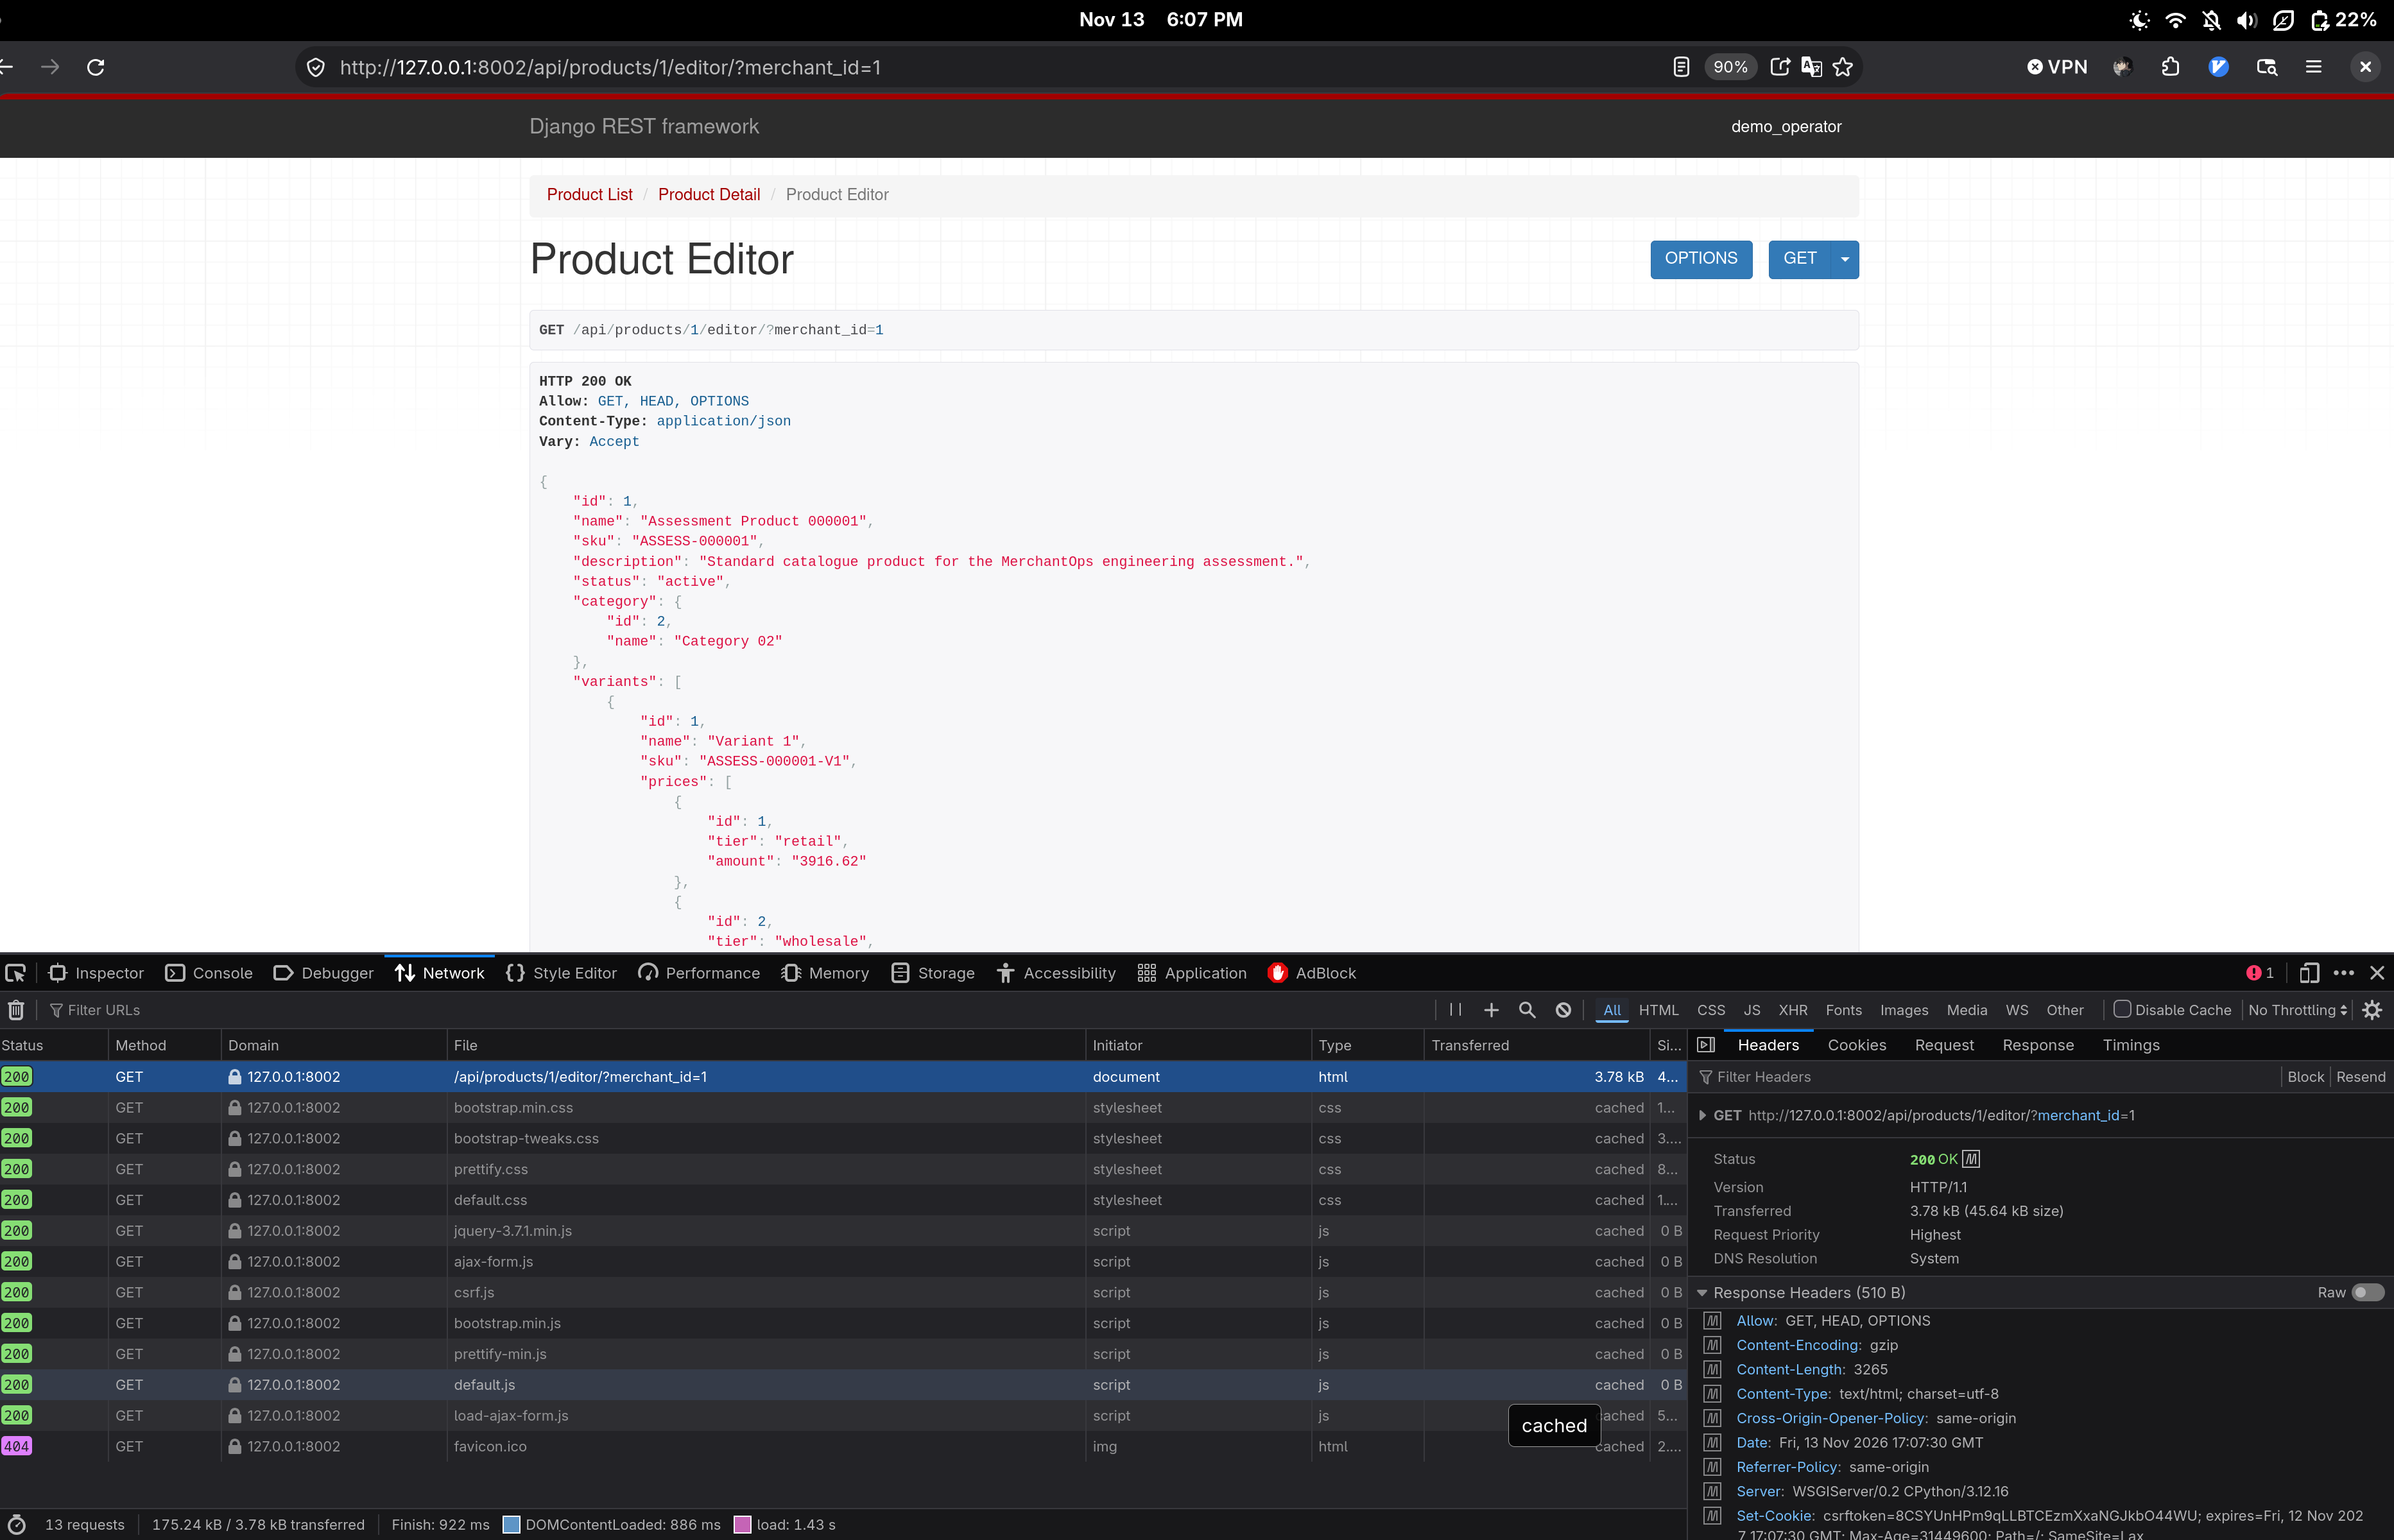 Nov 13 6:07 PM
22%
http://127.0.0.1:8002/api/products/1/editor/?merchant_id=1
90%
VPN
Django REST framework
demo_operator
Product List / Product Detail / Product Editor
Product Editor
OPTIONS
GET
GET /api/products/1/editor/?merchant_id=1
HTTP 200 OK
Allow: GET, HEAD, OPTIONS
Content-Type: application/json
Vary: Accept
{
"id": 1,
"name": "Assessment Product 000001",
"sku": "ASSESS-000001",
"description": "Standard catalogue product for the MerchantOps engineering assessment.",
"status": "active",
"category": {
"id": 2,
"name": "Category 02"
},
"variants": [
{
"id": 1,
"name": "Variant 1",
"sku": "ASSESS-000001-V1",
"prices": [
{
"id": 1,
"tier": "retail",
"amount": "3916.62"
},
{
"id": 2,
"tier": "wholesale",
Inspector Console Debugger Network Style Editor Performance Memory Storage Accessibility Application AdBlock 1
Filter URLs All HTML CSS JS XHR Fonts Images Media WS Other Disable Cache No Throttling
Status Method Domain File Initiator Type Transferred Si...
200 GET 127.0.0.1:8002 /api/products/1/editor/?merchant_id=1 document html 3.78 kB 4...
200 GET 127.0.0.1:8002 bootstrap.min.css stylesheet css cached 1...
200 GET 127.0.0.1:8002 bootstrap-tweaks.css stylesheet css cached 3....
200 GET 127.0.0.1:8002 prettify.css stylesheet css cached 8...
200 GET 127.0.0.1:8002 default.css stylesheet css cached 1....
200 GET 127.0.0.1:8002 jquery-3.7.1.min.js script js cached 0 B
200 GET 127.0.0.1:8002 ajax-form.js script js cached 0 B
200 GET 127.0.0.1:8002 csrf.js script js cached 0 B
200 GET 127.0.0.1:8002 bootstrap.min.js script js cached 0 B
200 GET 127.0.0.1:8002 prettify-min.js script js cached 0 B
200 GET 127.0.0.1:8002 default.js script js cached 0 B
200 GET 127.0.0.1:8002 load-ajax-form.js script js cached 5...
404 GET 127.0.0.1:8002 favicon.ico img html cached 2....
cached
13 requests 175.24 kB / 3.78 kB transferred Finish: 922 ms DOMContentLoaded: 886 ms load: 1.43 s
Headers Cookies Request Response Timings
Filter Headers Block Resend
GET http://127.0.0.1:8002/api/products/1/editor/?merchant_id=1
Status 200 OK
Version HTTP/1.1
Transferred 3.78 kB (45.64 kB size)
Request Priority Highest
DNS Resolution System
Response Headers (510 B) Raw
Allow: GET, HEAD, OPTIONS
Content-Encoding: gzip
Content-Length: 3265
Content-Type: text/html; charset=utf-8
Cross-Origin-Opener-Policy: same-origin
Date: Fri, 13 Nov 2026 17:07:30 GMT
Referrer-Policy: same-origin
Server: WSGIServer/0.2 CPython/3.12.16
Set-Cookie: csrftoken=8CSYUnHPm9qLLBTCEzmXxaNGJkbO44WU; expires=Fri, 12 Nov 202
7 17:07:30 GMT; Max-Age=31449600; Path=/; SameSite=Lax